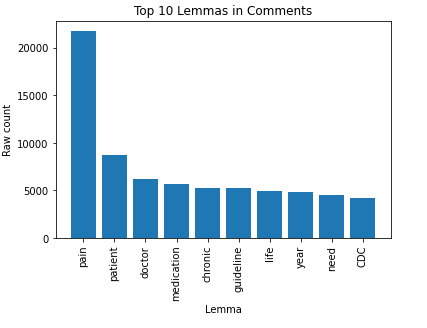 Top 10 Lemmas in Comments
Raw count
20000
15000
10000
5000
0
pain
patient
doctor
medication
chronic
guideline
life
year
need
CDC
Lemma